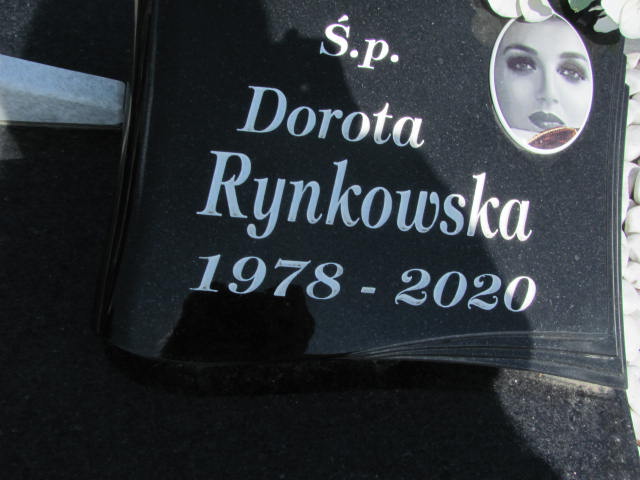 Ś.p.
Dorota
Rynkowska
1978 - 2020